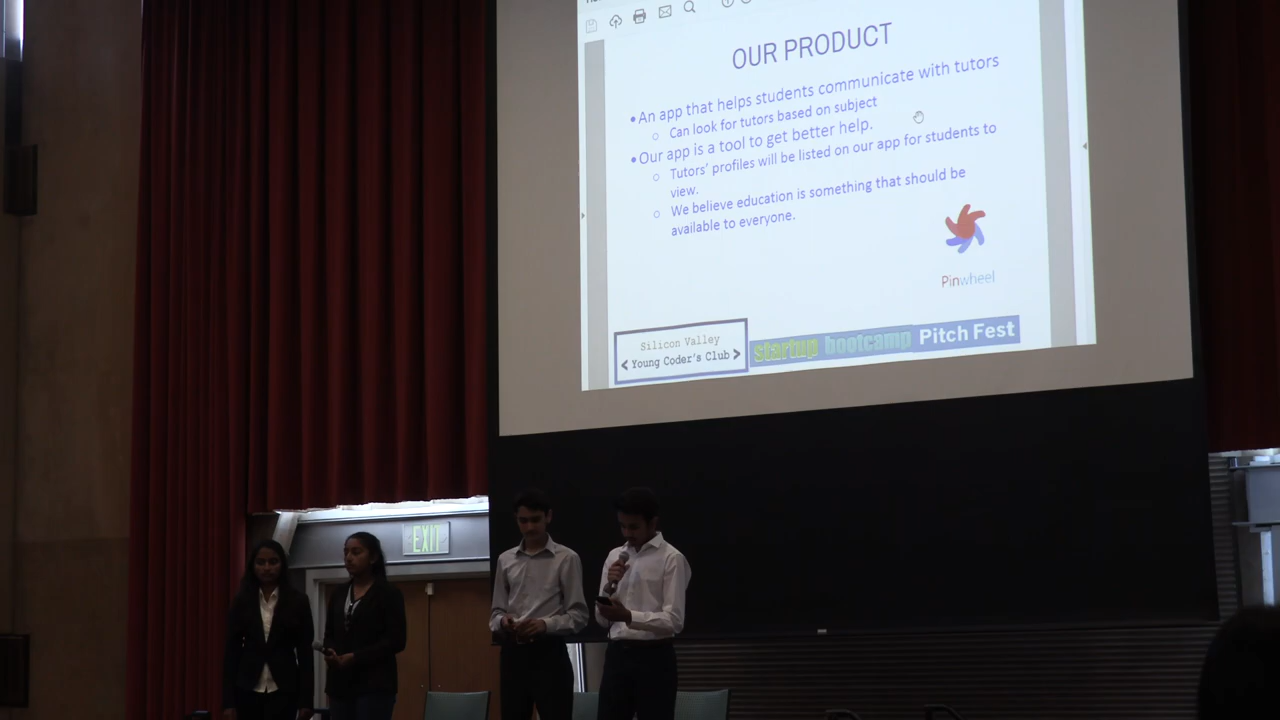 OUR PRODUCT
•An app that helps students communicate with tutors
○ Can look for tutors based on subject
•Our app is a tool to get better help.
○ Tutors’ profiles will be listed on our app for students to
view.
○ We believe education is something that should be
available to everyone.
Pinwheel
Silicon Valley
< Young Coder's Club >
startup bootcamp Pitch Fest
EXIT